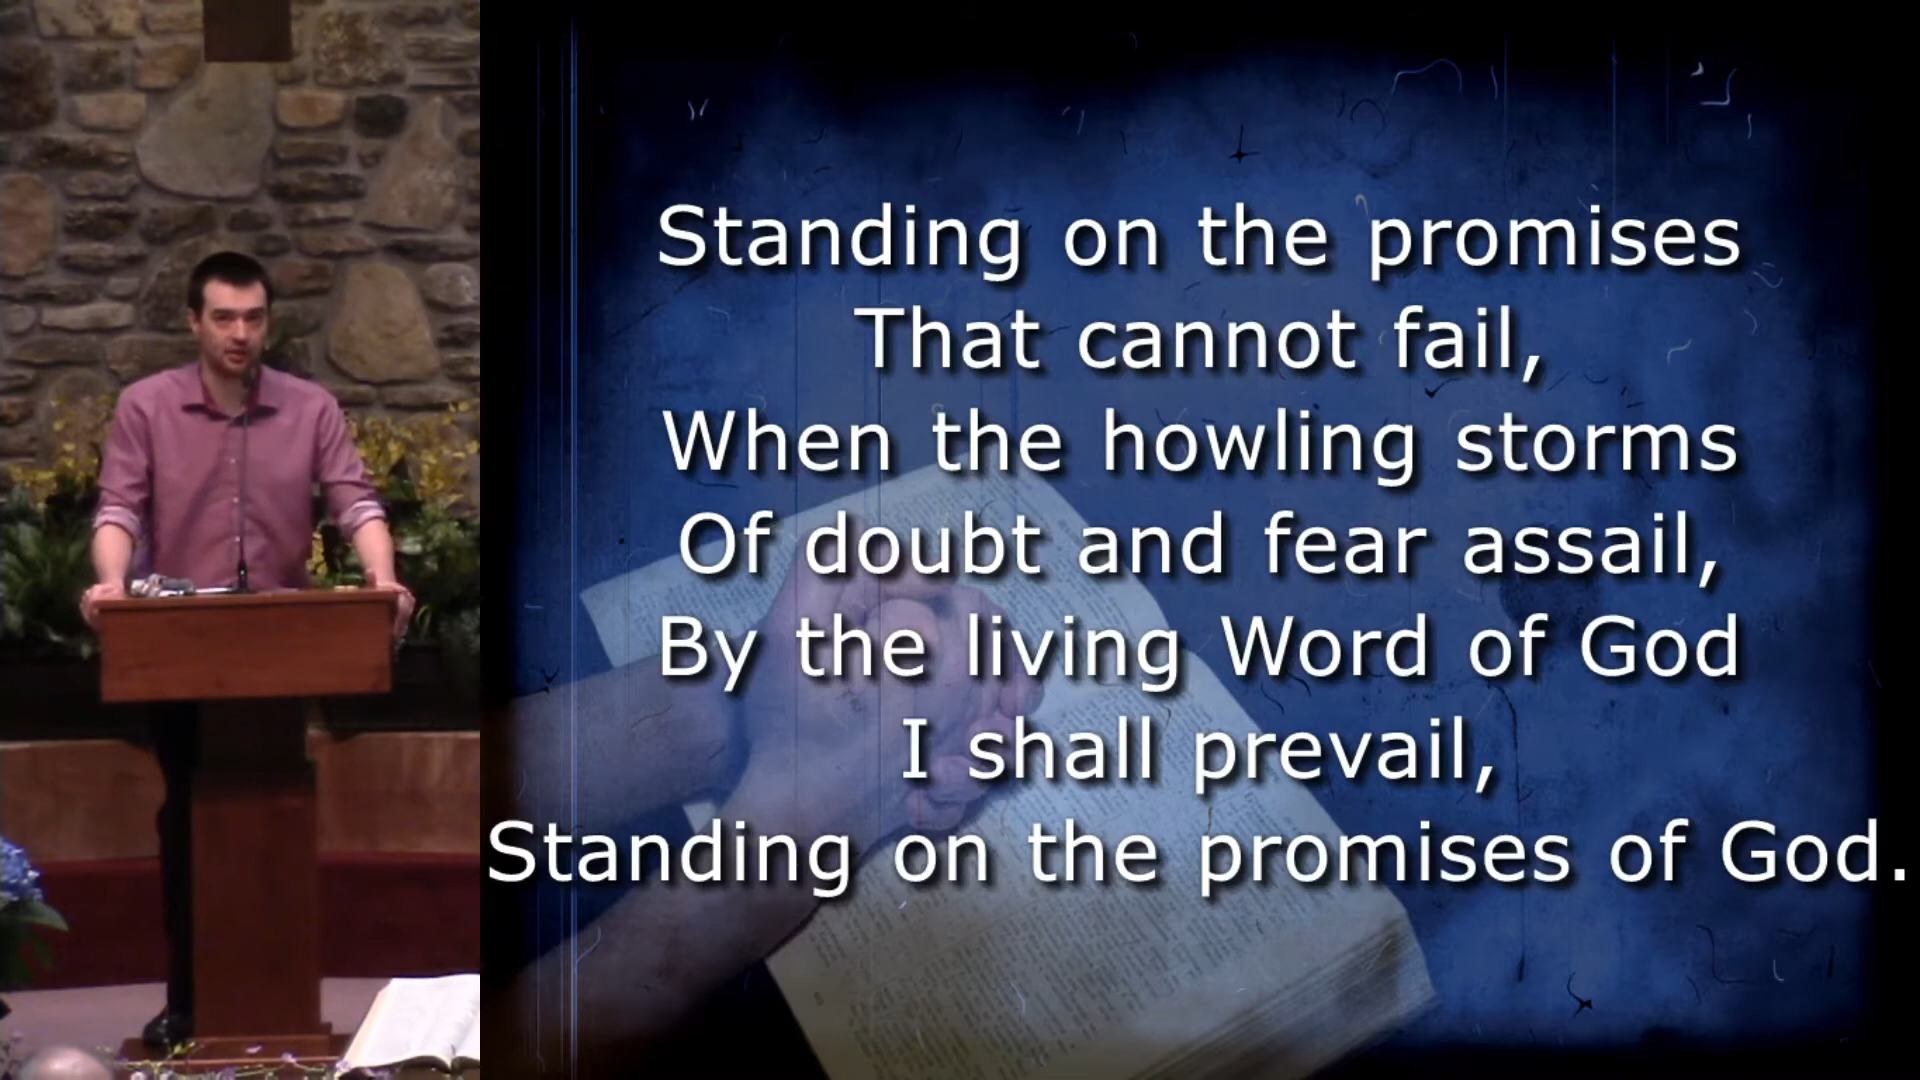 Standing on the promises
That cannot fail,
When the howling storms
Of doubt and fear assail,
By the living Word of God
I shall prevail,
Standing on the promises of God.